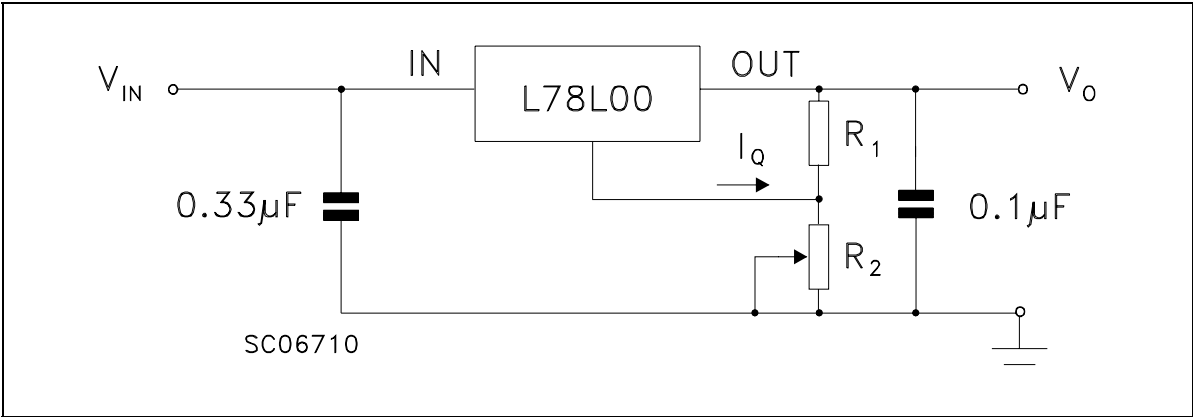 V_IN
IN
L78L00
OUT
V_O
I_Q
R_1
0.33µF
0.1µF
R_2
SC06710